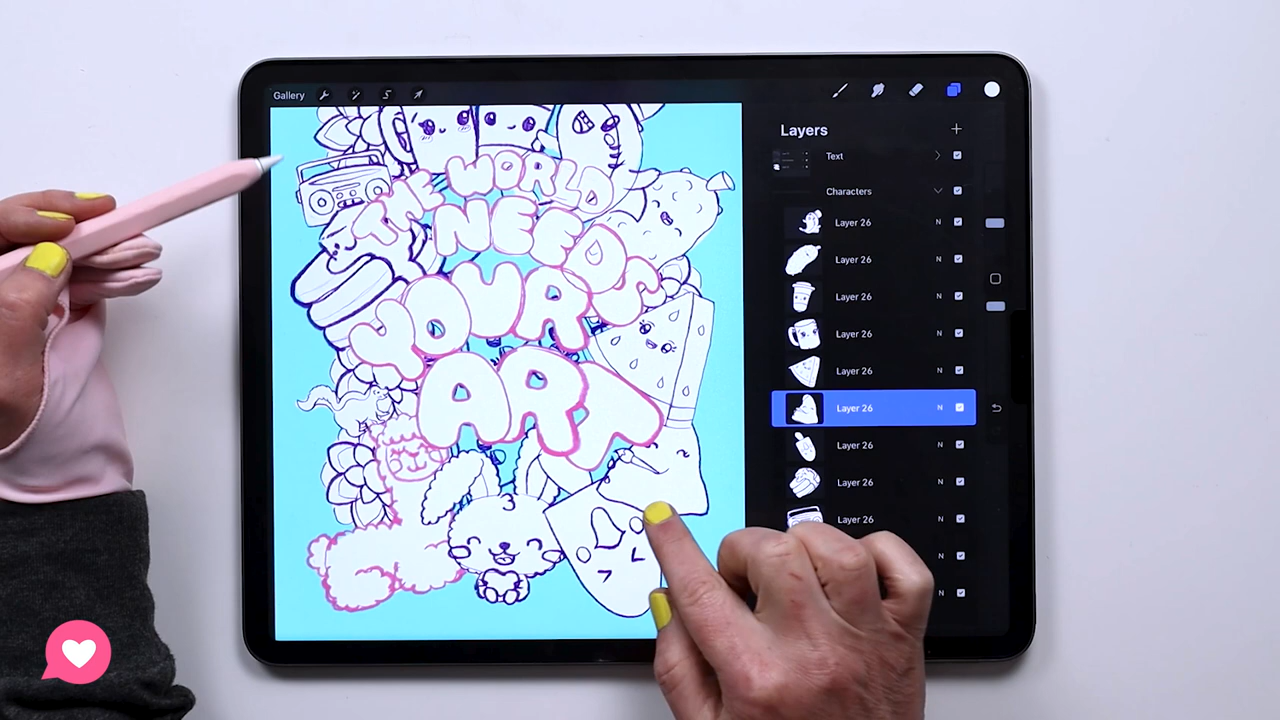 Gallery
Layers
Text
Characters
Layer 26 N
Layer 26 N
Layer 26 N
Layer 26 N
Layer 26 N
Layer 26 N
Layer 26 N
Layer 26 N
Layer 26 N
N
N
THE WORLD
NEEDS
YOURS
ART